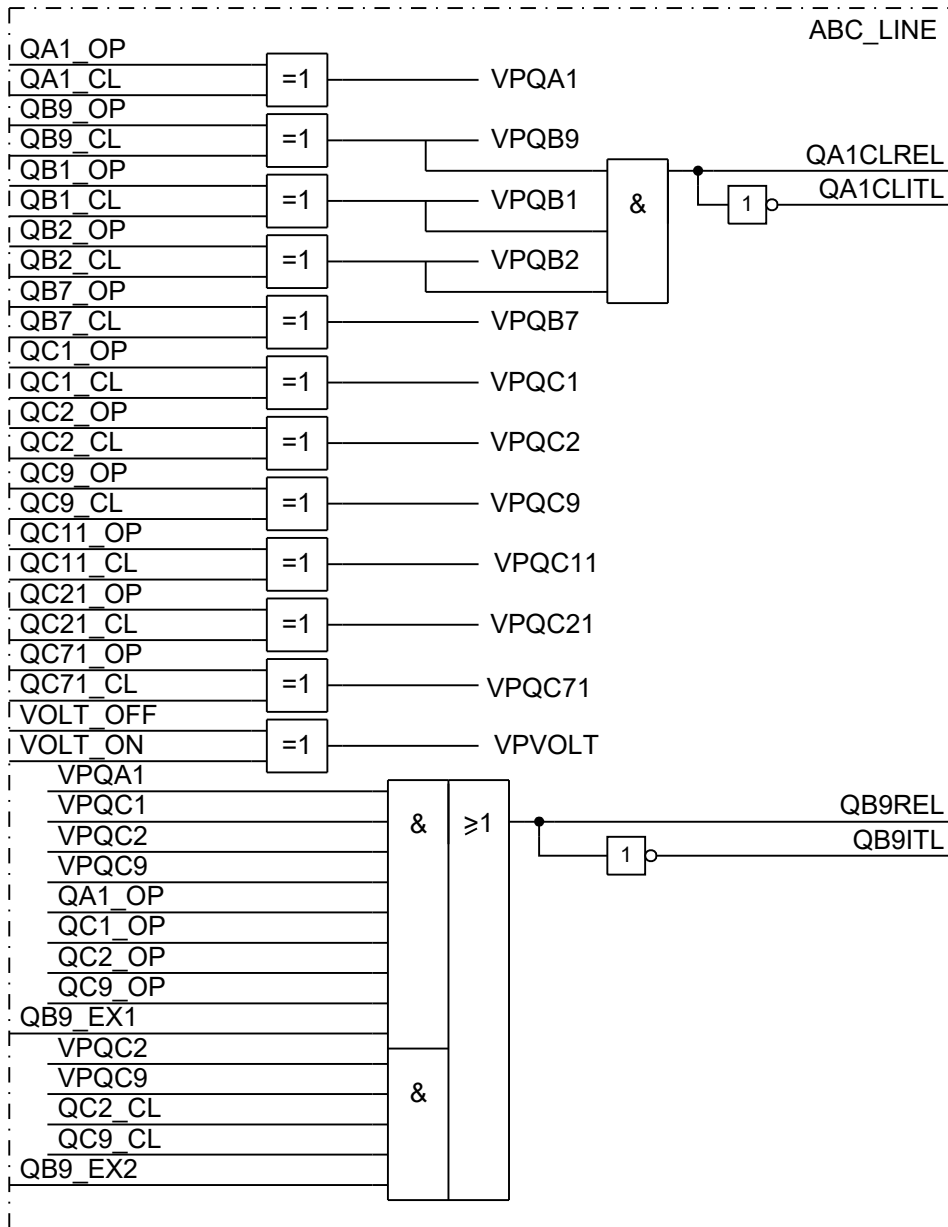 ABC_LINE
QA1_OP
QA1_CL =1 VPQA1
QB9_OP
QB9_CL =1 VPQB9
QB1_OP QA1CLREL
QB1_CL =1 VPQB1 & 1 QA1CLITL
QB2_OP
QB2_CL =1 VPQB2
QB7_OP
QB7_CL =1 VPQB7
QC1_OP
QC1_CL =1 VPQC1
QC2_OP
QC2_CL =1 VPQC2
QC9_OP
QC9_CL =1 VPQC9
QC11_OP
QC11_CL =1 VPQC11
QC21_OP
QC21_CL =1 VPQC21
QC71_OP
QC71_CL =1 VPQC71
VOLT_OFF
VOLT_ON =1 VPVOLT
VPQA1
VPQC1 QB9REL
VPQC2 & ≥1 1 QB9ITL
VPQC9
QA1_OP
QC1_OP
QC2_OP
QC9_OP
QB9_EX1
VPQC2
VPQC9 &
QC2_CL
QC9_CL
QB9_EX2